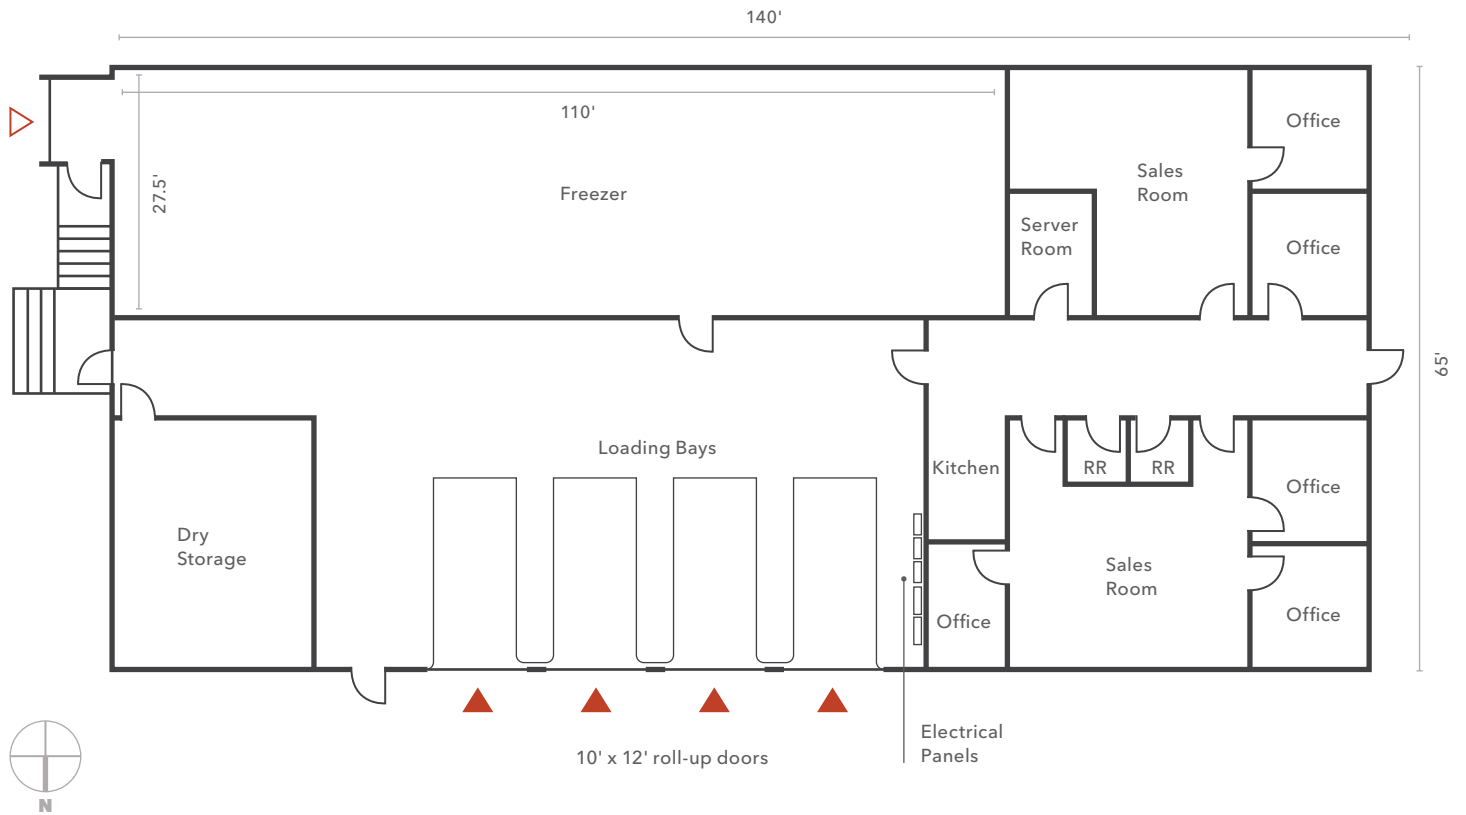 140'
110'
27.5'
Freezer
Sales
Room
Office
Server
Room
Office
65'
Loading Bays
Kitchen
RR
RR
Office
Dry
Storage
Sales
Room
Office
Office
10' x 12' roll-up doors
Electrical
Panels
N